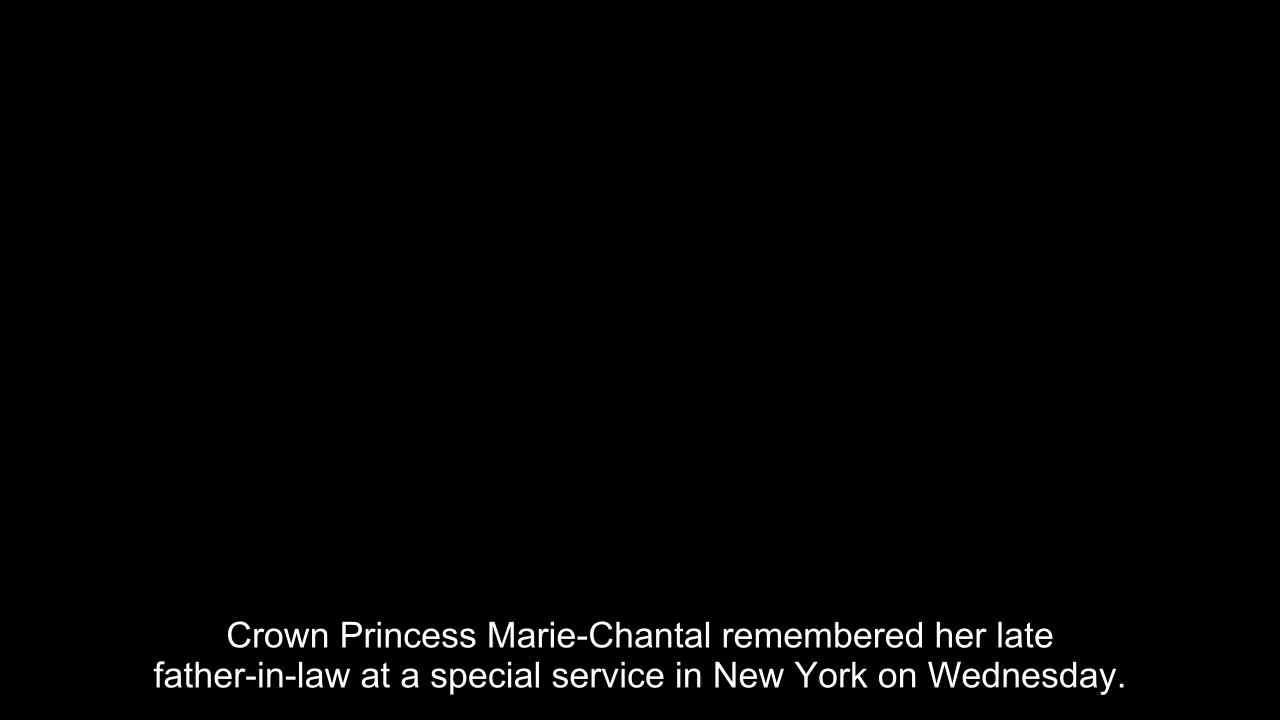 Crown Princess Marie-Chantal remembered her late
father-in-law at a special service in New York on Wednesday.